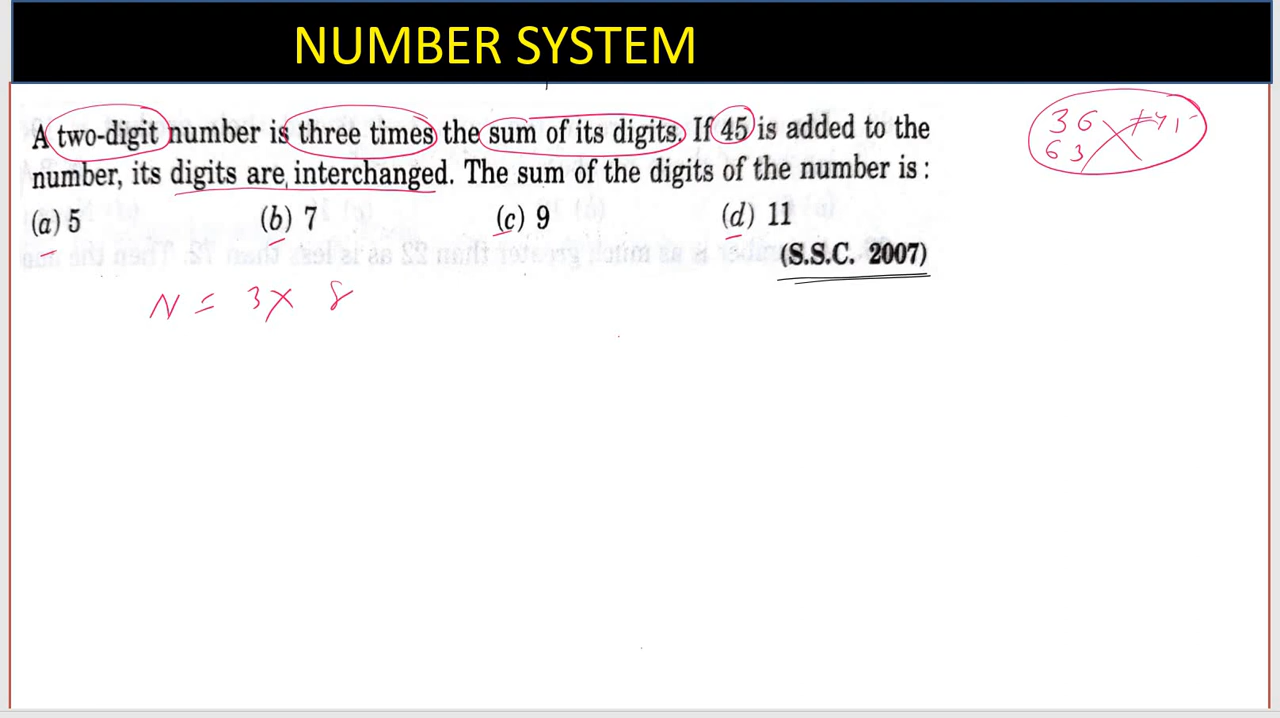 NUMBER SYSTEM
A two-digit number is three times the sum of its digits. If 45 is added to the
number, its digits are interchanged. The sum of the digits of the number is :
(a) 5 (b) 7 (c) 9 (d) 11
(S.S.C. 2007)
36
63
N = 3 x 8